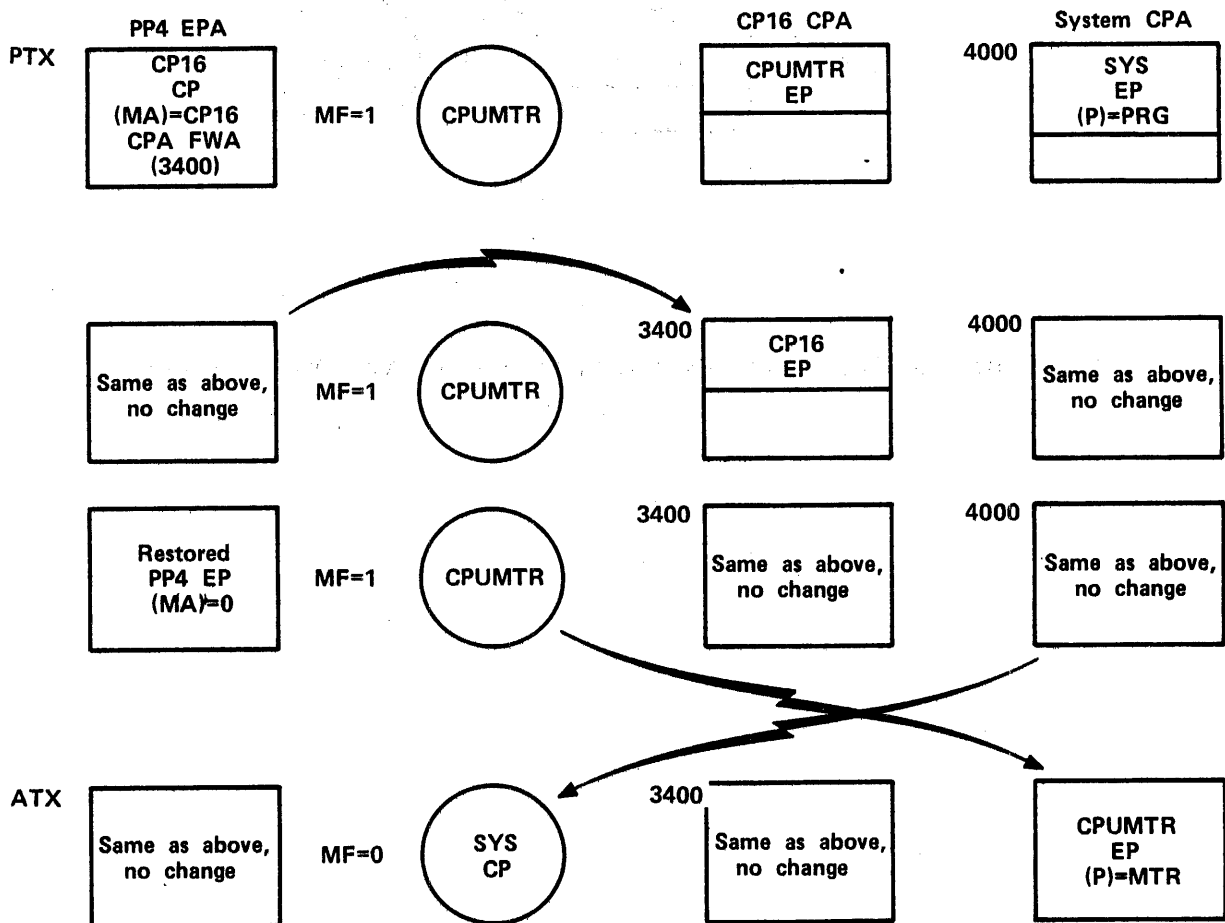 PP4 EPA
CP16 CPA
System CPA
PTX
CP16
CP
(MA)=CP16
CPA FWA
(3400)
MF=1
CPUMTR
CPUMTR
EP
4000
SYS
EP
(P)=PRG
Same as above,
no change
MF=1
CPUMTR
3400
CP16
EP
4000
Same as above,
no change
Restored
PP4 EP
(MA)=0
MF=1
CPUMTR
3400
Same as above,
no change
4000
Same as above,
no change
ATX
Same as above,
no change
MF=0
SYS
CP
3400
Same as above,
no change
CPUMTR
EP
(P)=MTR